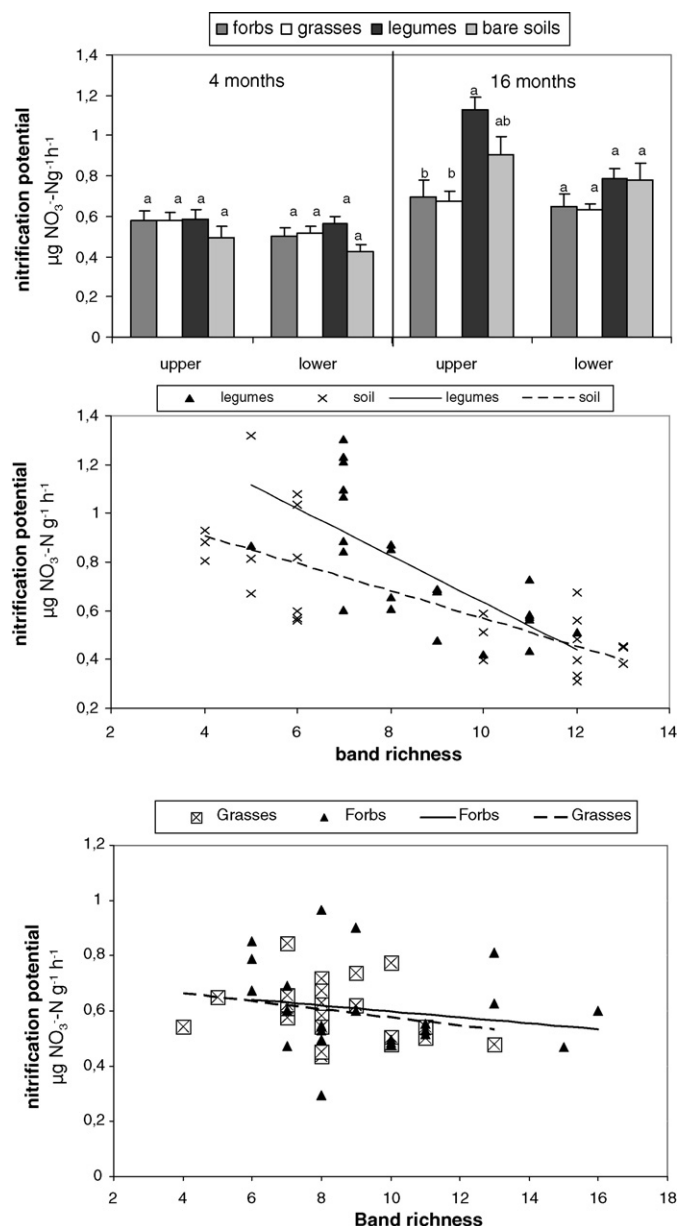 forbs grasses legumes bare soils
1,4
1,2
1
0,8
0,6
0,4
0,2
0
nitrification potential
µg NO₃⁻-Ng⁻¹h⁻¹
4 months
16 months
a a a a
a a a a
b b a ab
a a a a
upper lower upper lower
legumes soil legumes soil
1,4
1,2
1
0,8
0,6
0,4
0,2
nitrification potential
µg NO₃⁻-N g⁻¹ h⁻¹
2 4 6 8 10 12 14
band richness
Grasses Forbs Forbs Grasses
1,2
1
0,8
0,6
0,4
0,2
0
nitrification potential
µg NO₃⁻-N g⁻¹ h⁻¹
2 4 6 8 10 12 14 16 18
Band richness